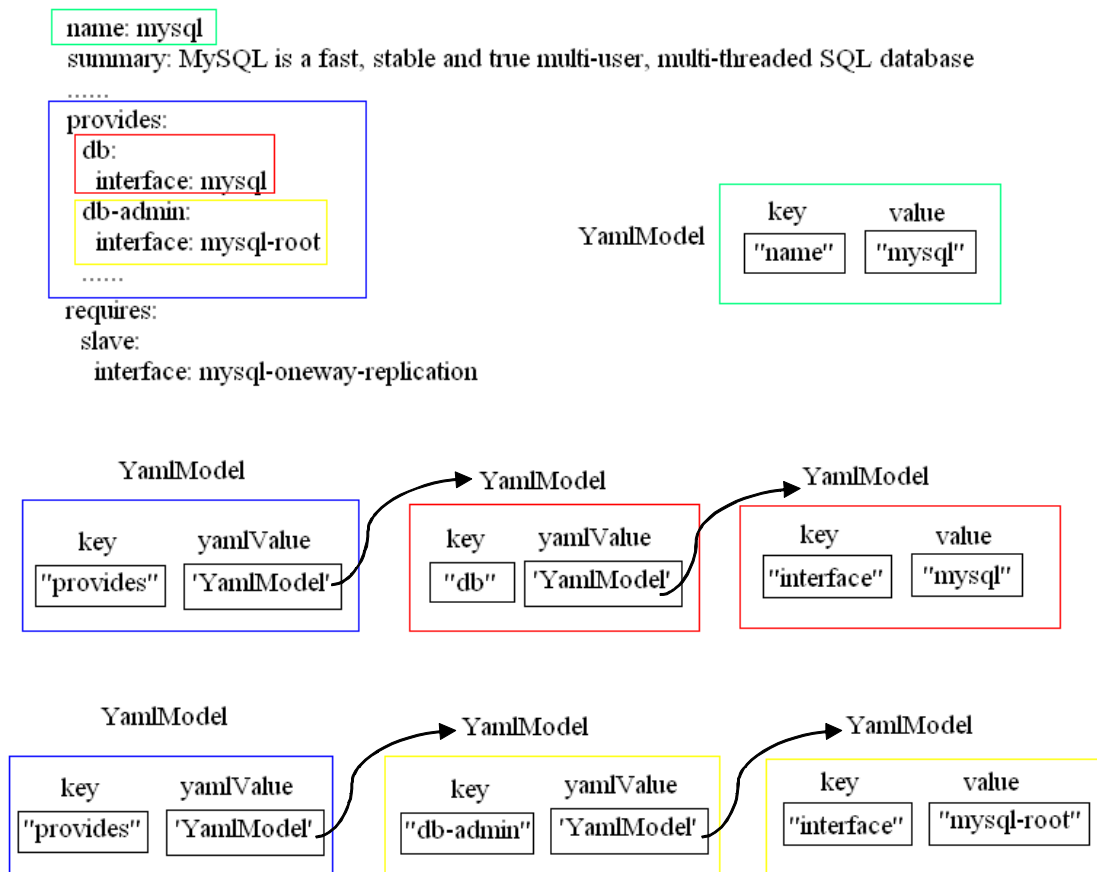 name: mysql
summary: MySQL is a fast, stable and true multi-user, multi-threaded SQL database
......
provides:
db:
interface: mysql
db-admin:
interface: mysql-root
......
requires:
slave:
interface: mysql-oneway-replication
YamlModel
key value
"name" "mysql"
YamlModel
key yamlValue
"provides" 'YamlModel'
YamlModel
key yamlValue
"db" 'YamlModel'
YamlModel
key value
"interface" "mysql"
YamlModel
key yamlValue
"provides" 'YamlModel'
YamlModel
key yamlValue
"db-admin" 'YamlModel'
YamlModel
key value
"interface" "mysql-root"